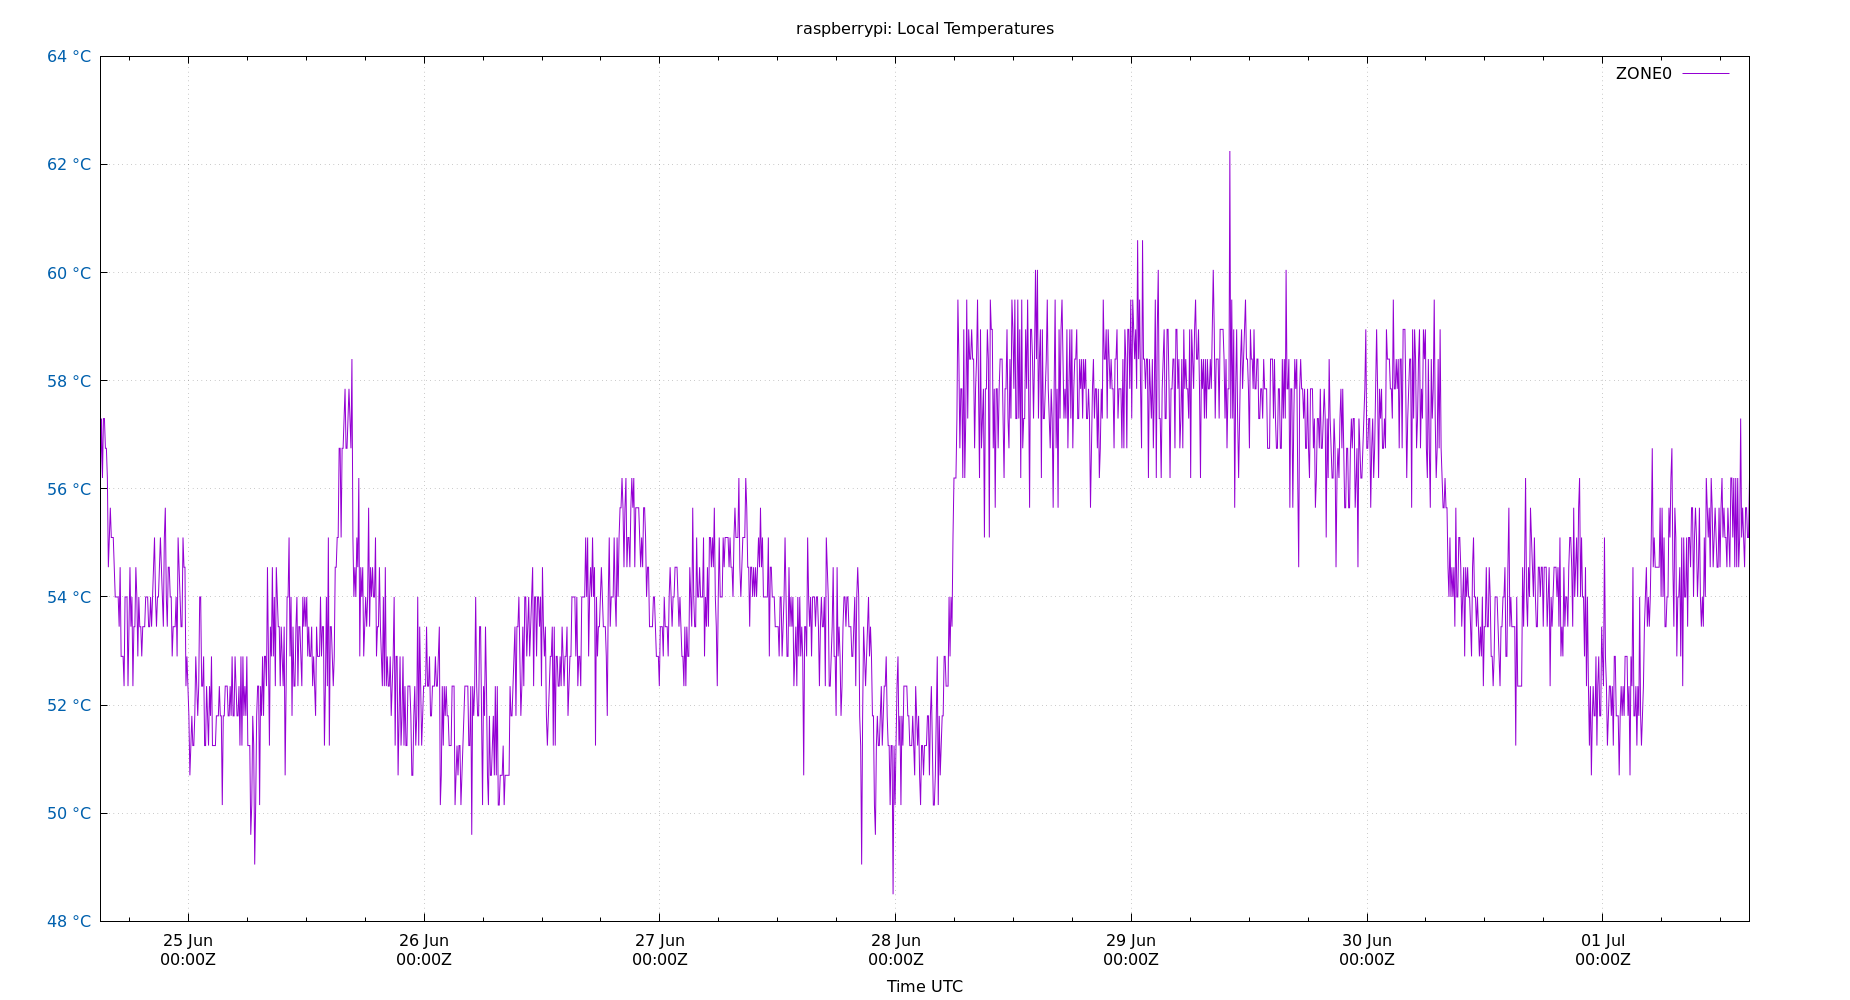 raspberrypi: Local Temperatures
ZONE0
64 °C
62 °C
60 °C
58 °C
56 °C
54 °C
52 °C
50 °C
48 °C
25 Jun 26 Jun 27 Jun 28 Jun 29 Jun 30 Jun 01 Jul
00:00Z 00:00Z 00:00Z 00:00Z 00:00Z 00:00Z 00:00Z
Time UTC